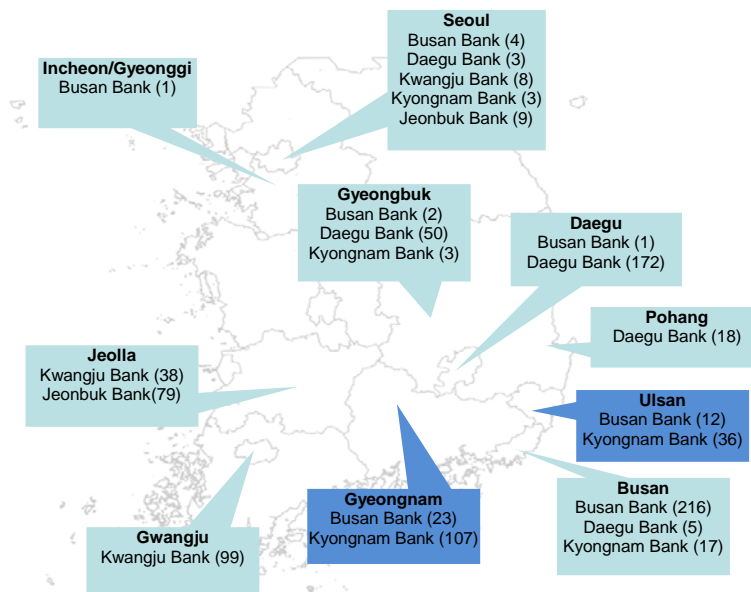 Seoul
Busan Bank (4)
Daegu Bank (3)
Kwangju Bank (8)
Kyongnam Bank (3)
Jeonbuk Bank (9)
Incheon/Gyeonggi
Busan Bank (1)
Gyeongbuk
Busan Bank (2)
Daegu Bank (50)
Kyongnam Bank (3)
Daegu
Busan Bank (1)
Daegu Bank (172)
Pohang
Daegu Bank (18)
Jeolla
Kwangju Bank (38)
Jeonbuk Bank(79)
Ulsan
Busan Bank (12)
Kyongnam Bank (36)
Gyeongnam
Busan Bank (23)
Kyongnam Bank (107)
Busan
Busan Bank (216)
Daegu Bank (5)
Kyongnam Bank (17)
Gwangju
Kwangju Bank (99)